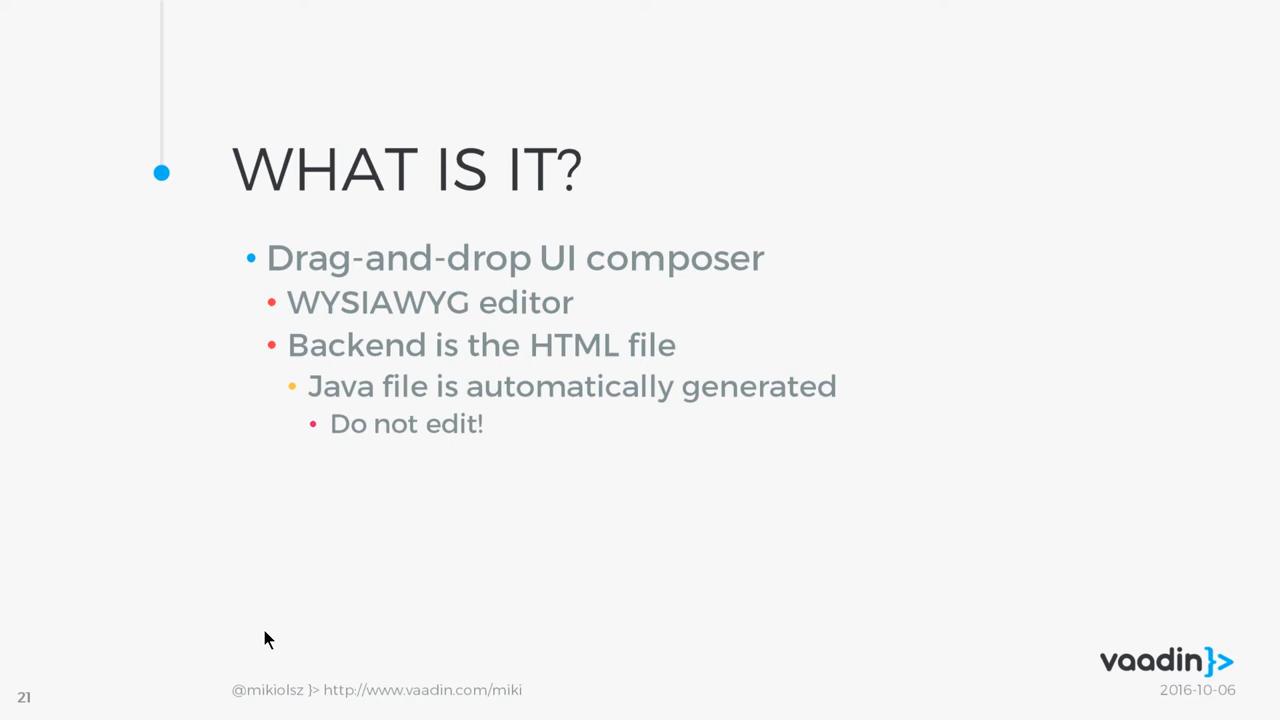 WHAT IS IT?
• Drag-and-drop UI composer
• WYSIAWYG editor
• Backend is the HTML file
• Java file is automatically generated
• Do not edit!
vaadin}>
21
@mikiolsz }> http://www.vaadin.com/miki
2016-10-06